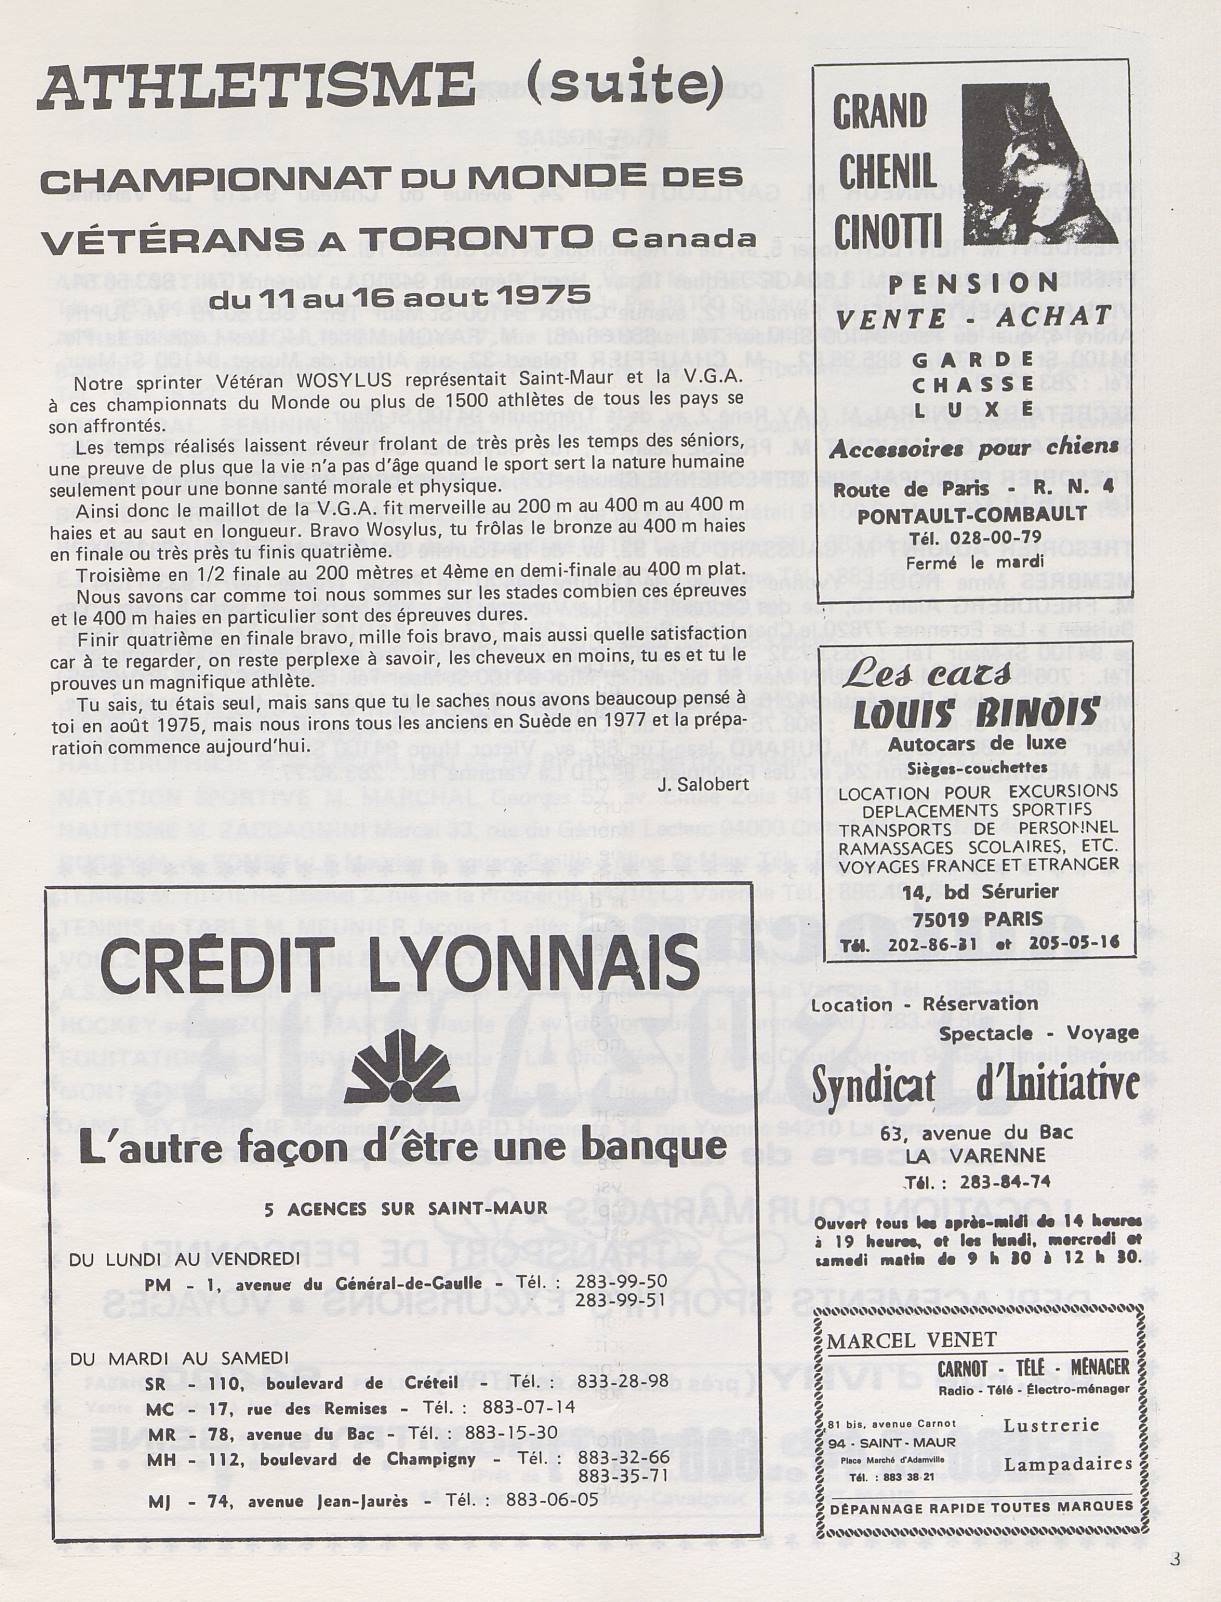 ATHLETISME (suite)
CHAMPIONNAT DU MONDE DES
VÉTÉRANS A TORONTO Canada
du 11 au 16 aout 1975
Notre sprinter Vétéran WOSYLUS représentait Saint-Maur et la V.G.A.
à ces championnats du Monde ou plus de 1500 athlètes de tous les pays se
son affrontés.
Les temps réalisés laissent réveur frolant de très près les temps des séniors,
une preuve de plus que la vie n'a pas d'âge quand le sport sert la nature humaine
seulement pour une bonne santé morale et physique.
Ainsi donc le maillot de la V.G.A. fit merveille au 200 m au 400 m au 400 m
haies et au saut en longueur. Bravo Wosylus, tu frôlas le bronze au 400 m haies
en finale ou très près tu finis quatrième.
Troisième en 1/2 finale au 200 mètres et 4ème en demi-finale au 400 m plat.
Nous savons car comme toi nous sommes sur les stades combien ces épreuves
et le 400 m haies en particulier sont des épreuves dures.
Finir quatrième en finale bravo, mille fois bravo, mais aussi quelle satisfaction
car à te regarder, on reste perplexe à savoir, les cheveux en moins, tu es et tu le
prouves un magnifique athlète.
Tu sais, tu étais seul, mais sans que tu le saches nous avons beaucoup pensé à
toi en août 1975, mais nous irons tous les anciens en Suède en 1977 et la prépa-
ration commence aujourd'hui.
J. Salobert
CRÉDIT LYONNAIS
L'autre façon d'être une banque
5 AGENCES SUR SAINT-MAUR
DU LUNDI AU VENDREDI
PM - 1, avenue du Général-de-Gaulle - Tél. : 283-99-50
283-99-51
DU MARDI AU SAMEDI
SR - 110, boulevard de Créteil - Tél. : 833-28-98
MC - 17, rue des Remises - Tél. : 883-07-14
MR - 78, avenue du Bac - Tél. : 883-15-30
MH - 112, boulevard de Champigny - Tél. : 883-32-66
883-35-71
MJ - 74, avenue Jean-Jaurès - Tél. : 883-06-05
GRAND
CHENIL
CINOTTI
PENSION
VENTE - ACHAT
GARDE
CHASSE
LUXE
Accessoires pour chiens
Route de Paris - R. N. 4
PONTAULT-COMBAULT
Tél. 028-00-79
Fermé le mardi
Les cars
LOUIS BINOIS
Autocars de luxe
Sièges-couchettes
LOCATION POUR EXCURSIONS
DEPLACEMENTS SPORTIFS
TRANSPORTS DE PERSONNEL
RAMASSAGES SCOLAIRES, ETC.
VOYAGES FRANCE ET ETRANGER
14, bd Sérurier
75019 PARIS
Tél. 202-86-31 et 205-05-16
Location - Réservation
Spectacle - Voyage
Syndicat d'Initiative
63, avenue du Bac
LA VARENNE
Tél. : 283-84-74
Ouvert tous les après-midi de 14 heures
à 19 heures, et les lundi, mercredi et
samedi matin de 9 h 30 à 12 h 30.
MARCEL VENET
CARNOT - TÉLÉ - MÉNAGER
Radio - Télé - Électro-ménager
81 bis, avenue Carnot
94 - SAINT-MAUR
Place Marché d'Adamville
Tél. : 883 38 21
Lustrerie
Lampadaires
DÉPANNAGE RAPIDE TOUTES MARQUES
3